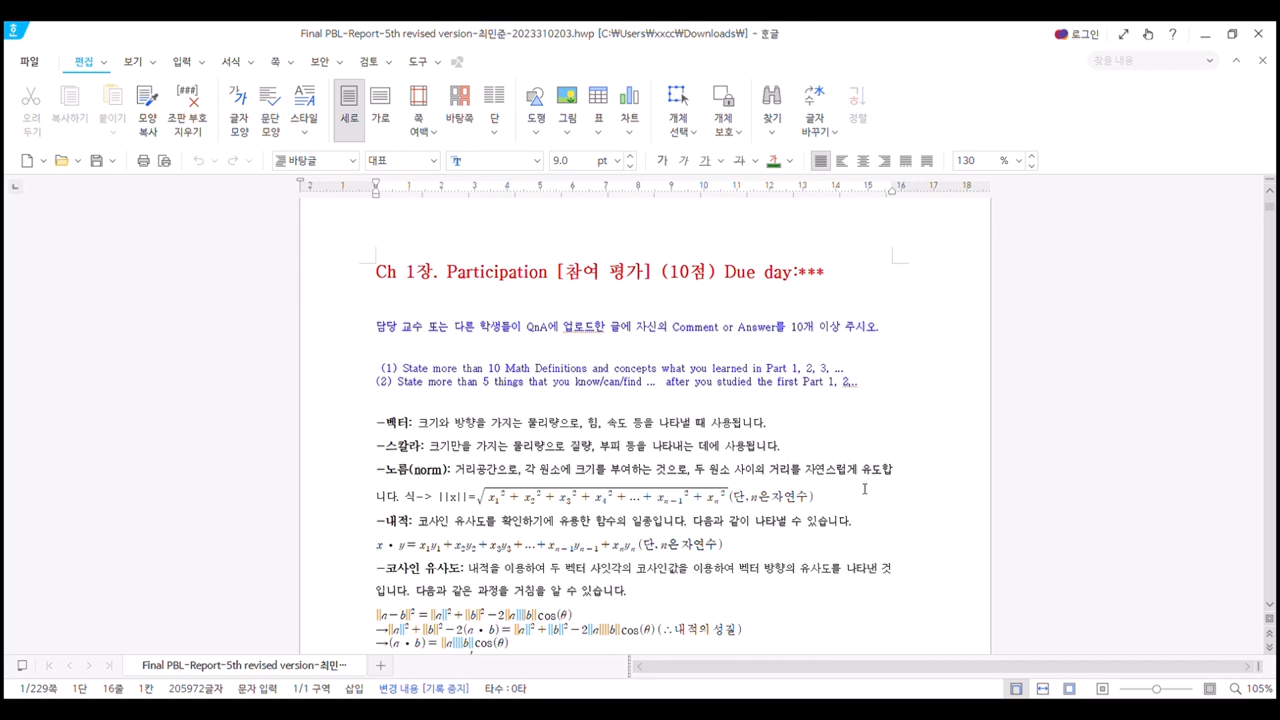 Final PBL-Report-5th revised version-최민준-2023310203.hwp [C:₩Users₩xxcc₩Downloads₩] - 훈글
로그인
파일 편집 보기 입력 서식 쪽 보안 검토 도구 찾을 내용
오려 두기 복사하기 붙이기 모양 복사 조판 부호 지우기 글자 모양 문단 모양 스타일 세로 가로 쪽 여백 바탕쪽 단 도형 그림 표 차트 개체 선택 개체 보호 찾기 글자 바꾸기 정렬
바탕글 대표 9.0 pt 가 가 가 가 가 130 %
2 1 1 2 3 4 5 6 7 8 9 10 11 12 13 14 15 16 17 18
Ch 1장. Participation [참여 평가] (10점) Due day:***
담당 교수 또는 다른 학생들이 QnA에 업로드한 글에 자신의 Comment or Answer를 10개 이상 주시오.
(1) State more than 10 Math Definitions and concepts what you learned in Part 1, 2, 3, ...
(2) State more than 5 things that you know/can/find ... after you studied the first Part 1, 2,..
-벡터: 크기와 방향을 가지는 물리량으로, 힘, 속도 등을 나타낼 때 사용됩니다.
-스칼라: 크기만을 가지는 물리량으로 질량, 부피 등을 나타내는 데에 사용됩니다.
-노름(norm): 거리공간으로, 각 원소에 크기를 부여하는 것으로, 두 원소 사이의 거리를 자연스럽게 유도합
니다. 식-> ||x||=√x₁²+x₂²+x₃²+x₄²+...+xₙ₋₁²+xₙ²(단, n은 자연수)
-내적: 코사인 유사도를 확인하기에 유용한 함수의 일종입니다. 다음과 같이 나타낼 수 있습니다.
x • y = x₁y₁+x₂y₂+x₃y₃+...+xₙ₋₁yₙ₋₁+xₙyₙ(단, n은 자연수)
-코사인 유사도: 내적을 이용하여 두 벡터 사잇각의 코사인값을 이용하여 벡터 방향의 유사도를 나타낸 것
입니다. 다음과 같은 과정을 거침을 알 수 있습니다.
||a-b||²=||a||²+||b||²-2||a||||b||cos(θ)
→||a||²+||b||²-2(a • b)=||a||²+||b||²-2||a||||b||cos(θ)(∴내적의 성질)
→(a • b)=||a||||b||cos(θ)
Final PBL-Report-5th revised version-최민···
1/229쪽 1단 16줄 1칸 205972글자 문자 입력 1/1 구역 삽입 변경 내용 [기록 중지] 타수 : 0타 105%